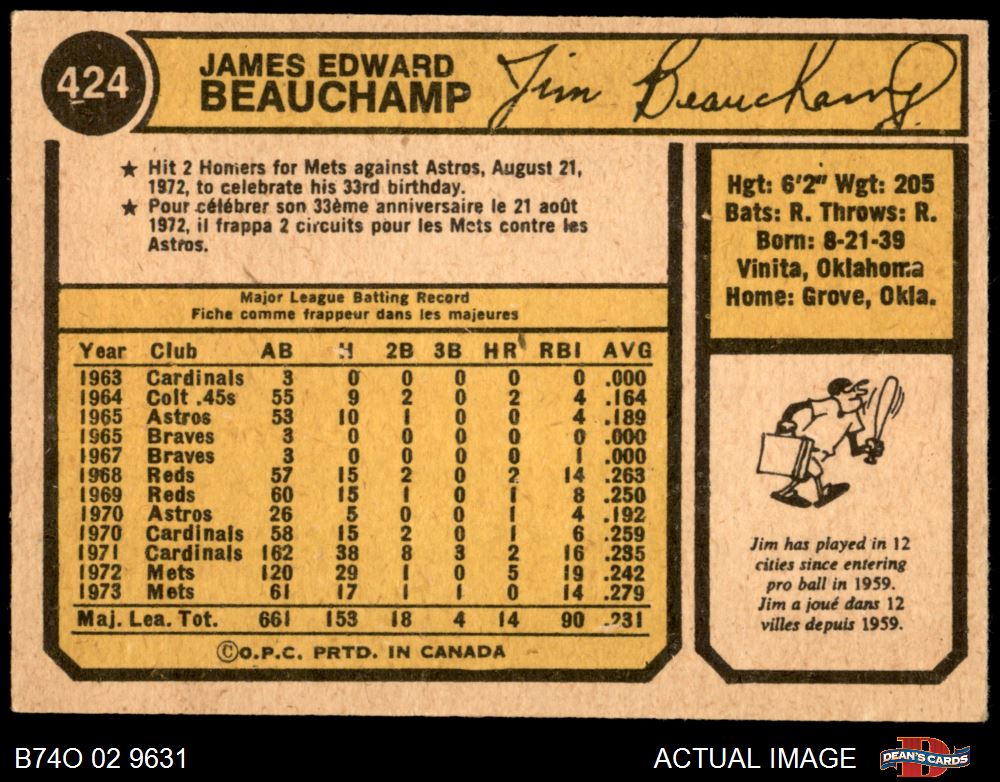 424
JAMES EDWARD
BEAUCHAMP
Jim Beauchamp
★ Hit 2 Homers for Mets against Astros, August 21,
1972, to celebrate his 33rd birthday.
★ Pour célébrer son 33ème anniversaire le 21 août
1972, il frappa 2 circuits pour les Mets contre les
Astros.
Hgt: 6'2" Wgt: 205
Bats: R. Throws: R.
Born: 8-21-39
Vinita, Oklahoma
Home: Grove, Okla.
Major League Batting Record
Fiche comme frappeur dans les majeures
Year Club AB H 2B 3B HR RBI AVG
1963 Cardinals 3 0 0 0 0 0 .000
1964 Colt .45s 55 9 2 0 2 4 .164
1965 Astros 53 10 1 0 0 4 .189
1965 Braves 3 0 0 0 0 0 .000
1967 Braves 3 0 0 0 0 1 .000
1968 Reds 57 15 2 0 2 14 .263
1969 Reds 60 15 1 0 1 8 .250
1970 Astros 26 5 0 0 1 4 .192
1970 Cardinals 58 15 2 0 1 6 .259
1971 Cardinals 162 38 8 3 2 16 .235
1972 Mets 120 29 1 0 5 19 .242
1973 Mets 61 17 1 1 0 14 .279
Maj. Lea. Tot. 661 153 18 4 14 90 .231
©O.P.C. PRTD. IN CANADA
Jim has played in 12
cities since entering
pro ball in 1959.
Jim a joué dans 12
villes depuis 1959.
B74O 02 9631
ACTUAL IMAGE
DEAN'S CARDS